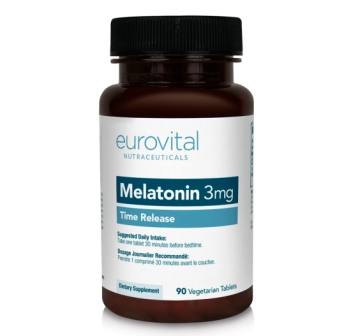 eurovital
NUTRACEUTICALS
Melatonin 3mg
Time Release
Suggested Daily Intake:
Take one tablet 30 minutes before bedtime.
Dosage Journalier Recommandé:
Prendre 1 comprimé 30 minutes avant le coucher.
Dietary Supplement
90 Vegetarian Tablets